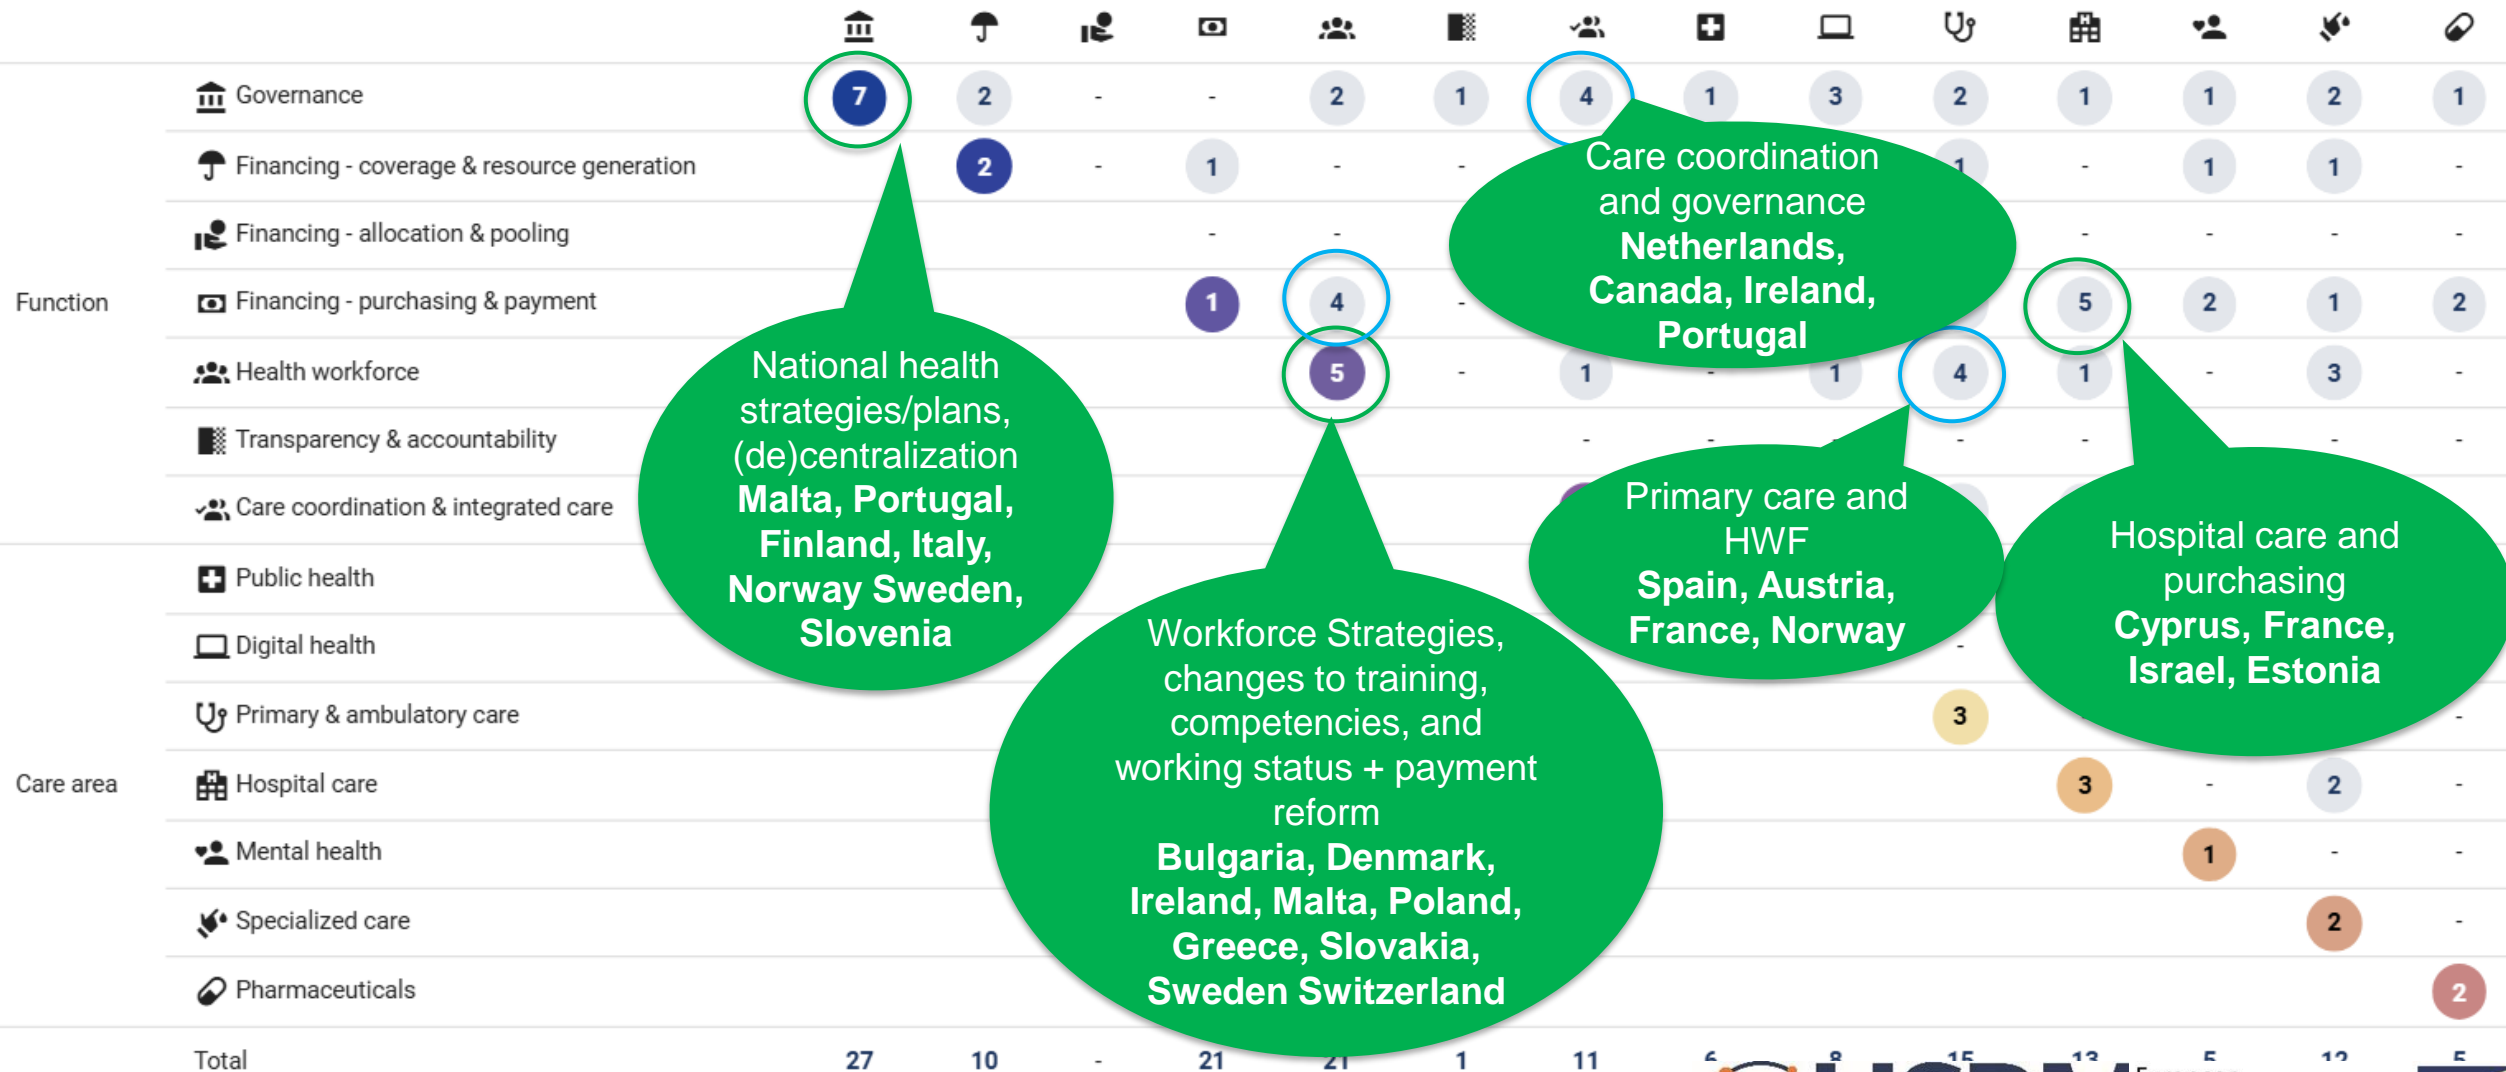 Governance 7 2 - - 2 1 4 1 3 2 1 1 2 1
Financing - coverage & resource generation 2 - 1 - - 1 - 1 1 -
Financing - allocation & pooling - - - - - -
Function
Financing - purchasing & payment 1 4 - 5 2 1 2
Health workforce 5 - 1 - 1 4 1 - 3 -
Transparency & accountability - - - - - - - -
Care coordination & integrated care
Public health
Digital health -
Primary & ambulatory care 3 - -
Care area
Hospital care 3 - 2 -
Mental health 1 - -
Specialized care 2 -
Pharmaceuticals 2
Total 27 10 - 21 21 1 11 6 8 15 13 5 12 5
National health
strategies/plans,
(de)centralization
Malta, Portugal,
Finland, Italy,
Norway Sweden,
Slovenia
Workforce Strategies,
changes to training,
competencies, and
working status + payment
reform
Bulgaria, Denmark,
Ireland, Malta, Poland,
Greece, Slovakia,
Sweden Switzerland
Care coordination
and governance
Netherlands,
Canada, Ireland,
Portugal
Primary care and
HWF
Spain, Austria,
France, Norway
Hospital care and
purchasing
Cyprus, France,
Israel, Estonia